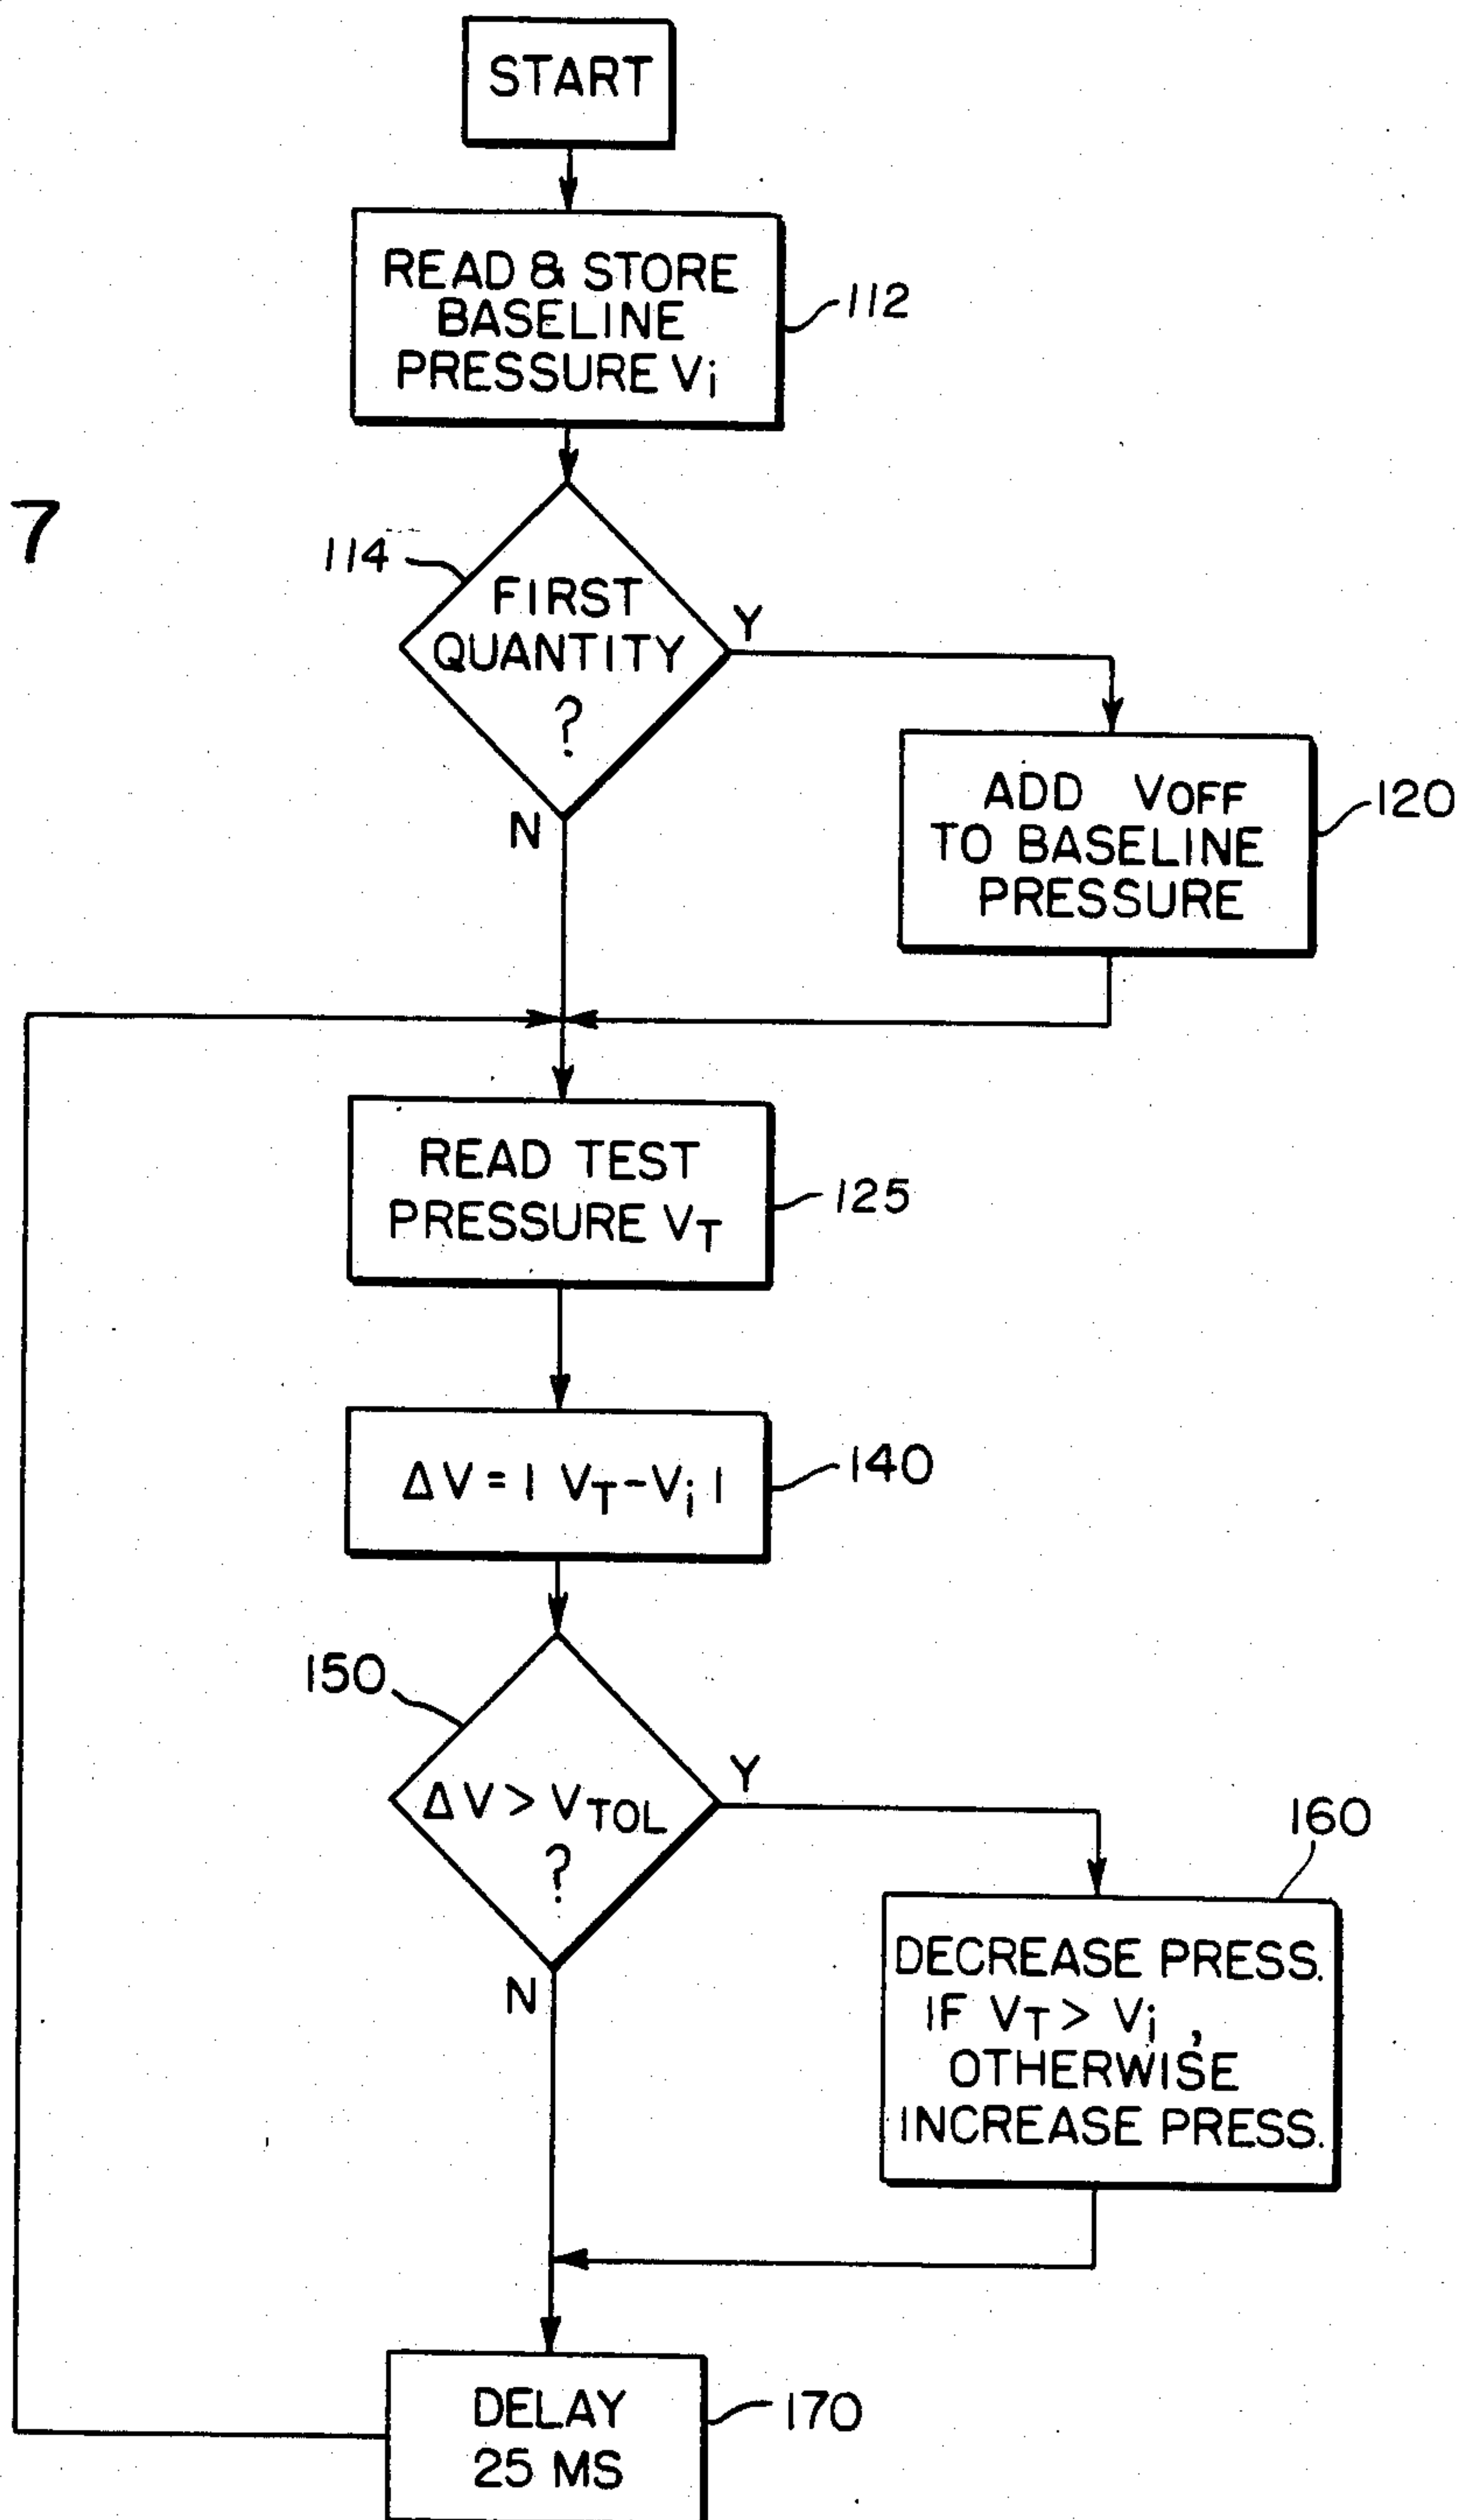 START
READ & STORE
BASELINE
PRESSURE Vi
112
7
114
FIRST
QUANTITY
?
Y
N
ADD VOFF
TO BASELINE
PRESSURE
120
READ TEST
PRESSURE VT
125
ΔV = | VT - Vi |
140
150
ΔV > VTOL
?
Y
N
160
DECREASE PRESS.
IF VT > Vi ,
OTHERWISE
INCREASE PRESS.
DELAY
25 MS
170